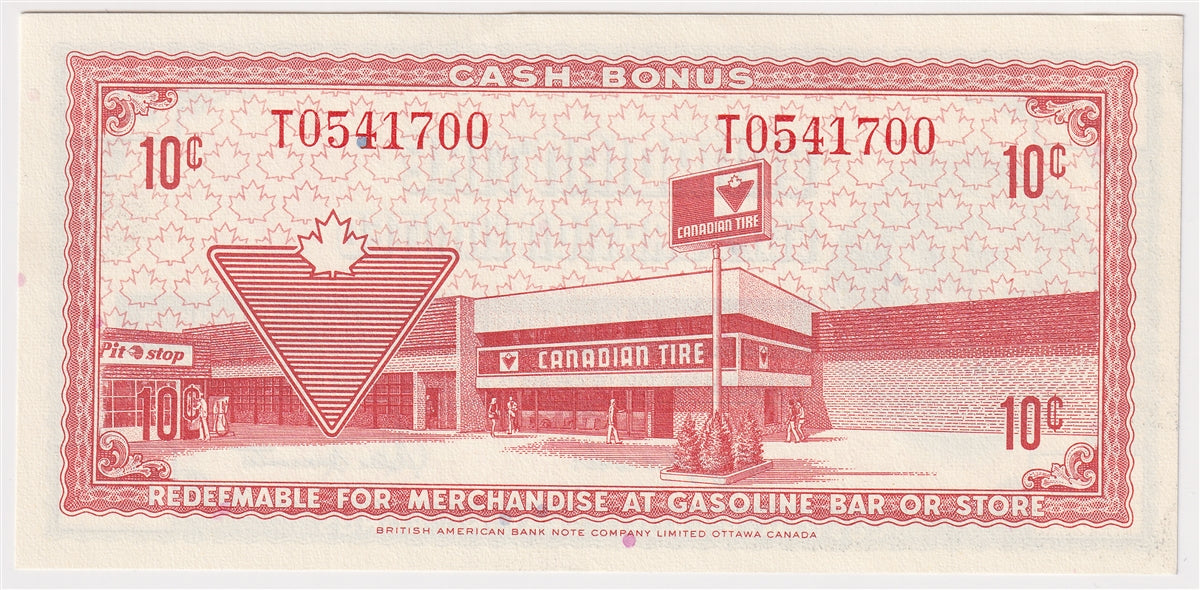 CASH BONUS
T0541700 T0541700
10¢ 10¢
CANADIAN TIRE
Pit stop
CANADIAN TIRE
10¢ 10¢
REDEEMABLE FOR MERCHANDISE AT GASOLINE BAR OR STORE
BRITISH AMERICAN BANK NOTE COMPANY LIMITED OTTAWA CANADA